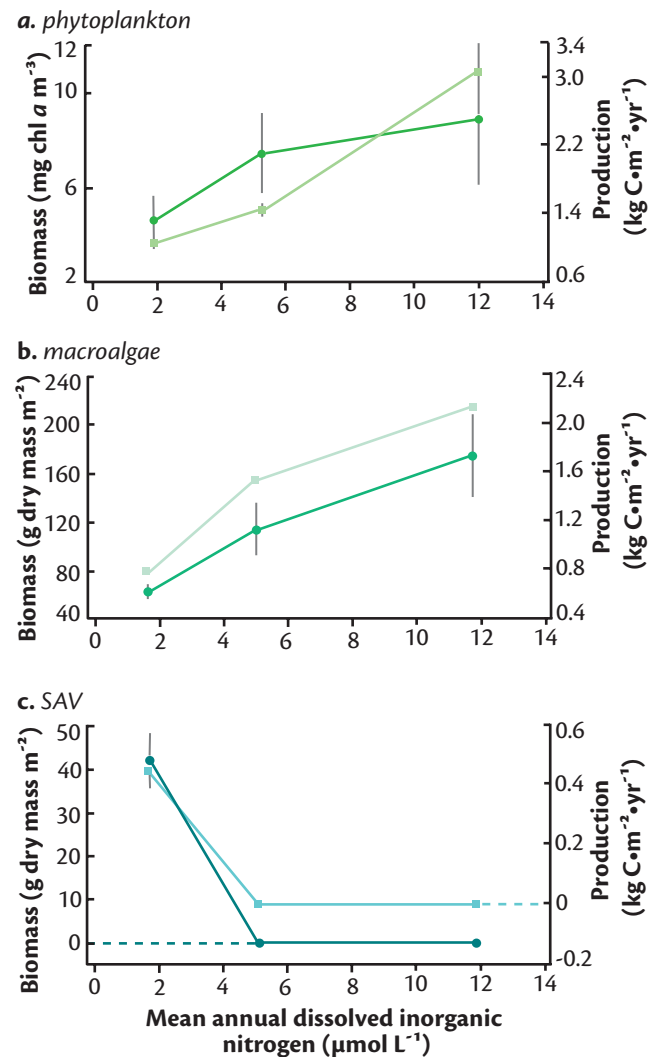 a. phytoplankton
Biomass (mg chl a m⁻³)
12
10
6
2
3.4
3.0
2.2
1.4
0.6
Production
(kg C•m⁻²•yr⁻¹)
0 2 4 6 8 10 12 14
b. macroalgae
Biomass (g dry mass m⁻²)
240
200
160
120
80
40
2.4
2.0
1.6
1.2
0.8
0.4
Production
(kg C•m⁻²•yr⁻¹)
0 2 4 6 8 10 12 14
c. SAV
Biomass (g dry mass m⁻²)
50
40
30
20
10
0
0.6
0.4
0.2
0
-0.2
Production
(kg C•m⁻²•yr⁻¹)
0 2 4 6 8 10 12 14
Mean annual dissolved inorganic
nitrogen (µmol L⁻¹)